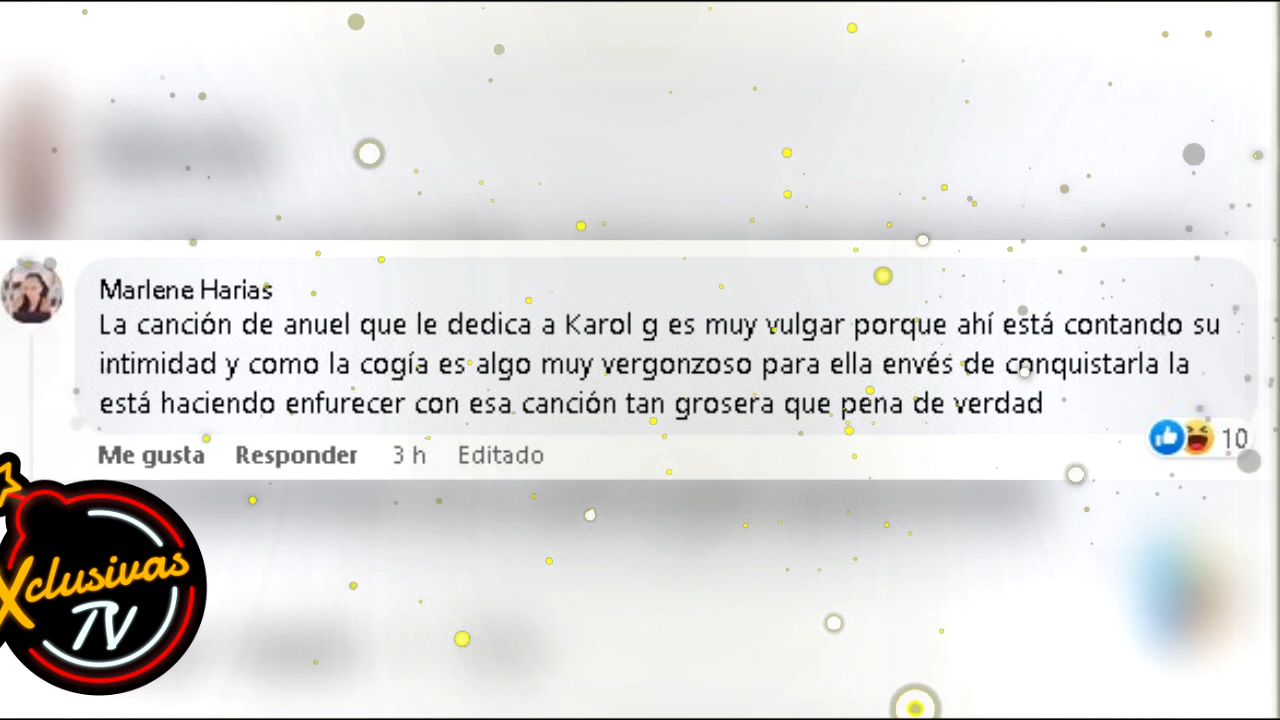 Marlene Harias
La canción de anuel que le dedica a Karol g es muy vulgar porque ahí está contando su
intimidad y como la cogía es algo muy vergonzoso para ella envés de conquistarla la
está haciendo enfurecer con esa canción tan grosera que pena de verdad
Me gusta Responder 3 h Editado
10
Xclusivas
TV